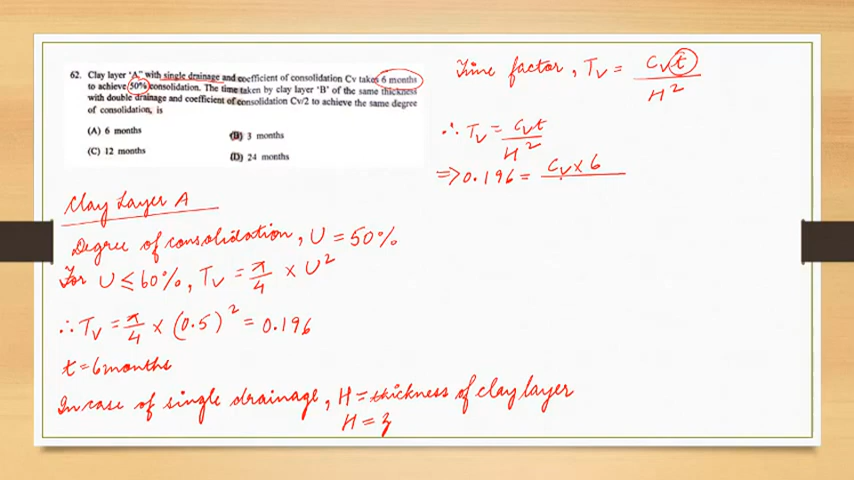 62. Clay layer 'A' with single drainage and coefficient of consolidation Cv takes 6 months
to achieve 50% consolidation. The time taken by clay layer 'B' of the same thickness
with double drainage and coefficient of consolidation Cv/2 to achieve the same degree
of consolidation, is
(A) 6 months
(B) 3 months
(C) 12 months
(D) 24 months
Clay Layer A
Degree of consolidation, U = 50%
For U ≤ 60%, Tv = π/4 × U²
∴ Tv = π/4 × (0.5)² = 0.196
t = 6 months
In case of single drainage, H = thickness of clay layer
H = z
Time factor, Tv = Cvt/H²
∴ Tv = Cvt/H²
⇒ 0.196 = Cv × 6